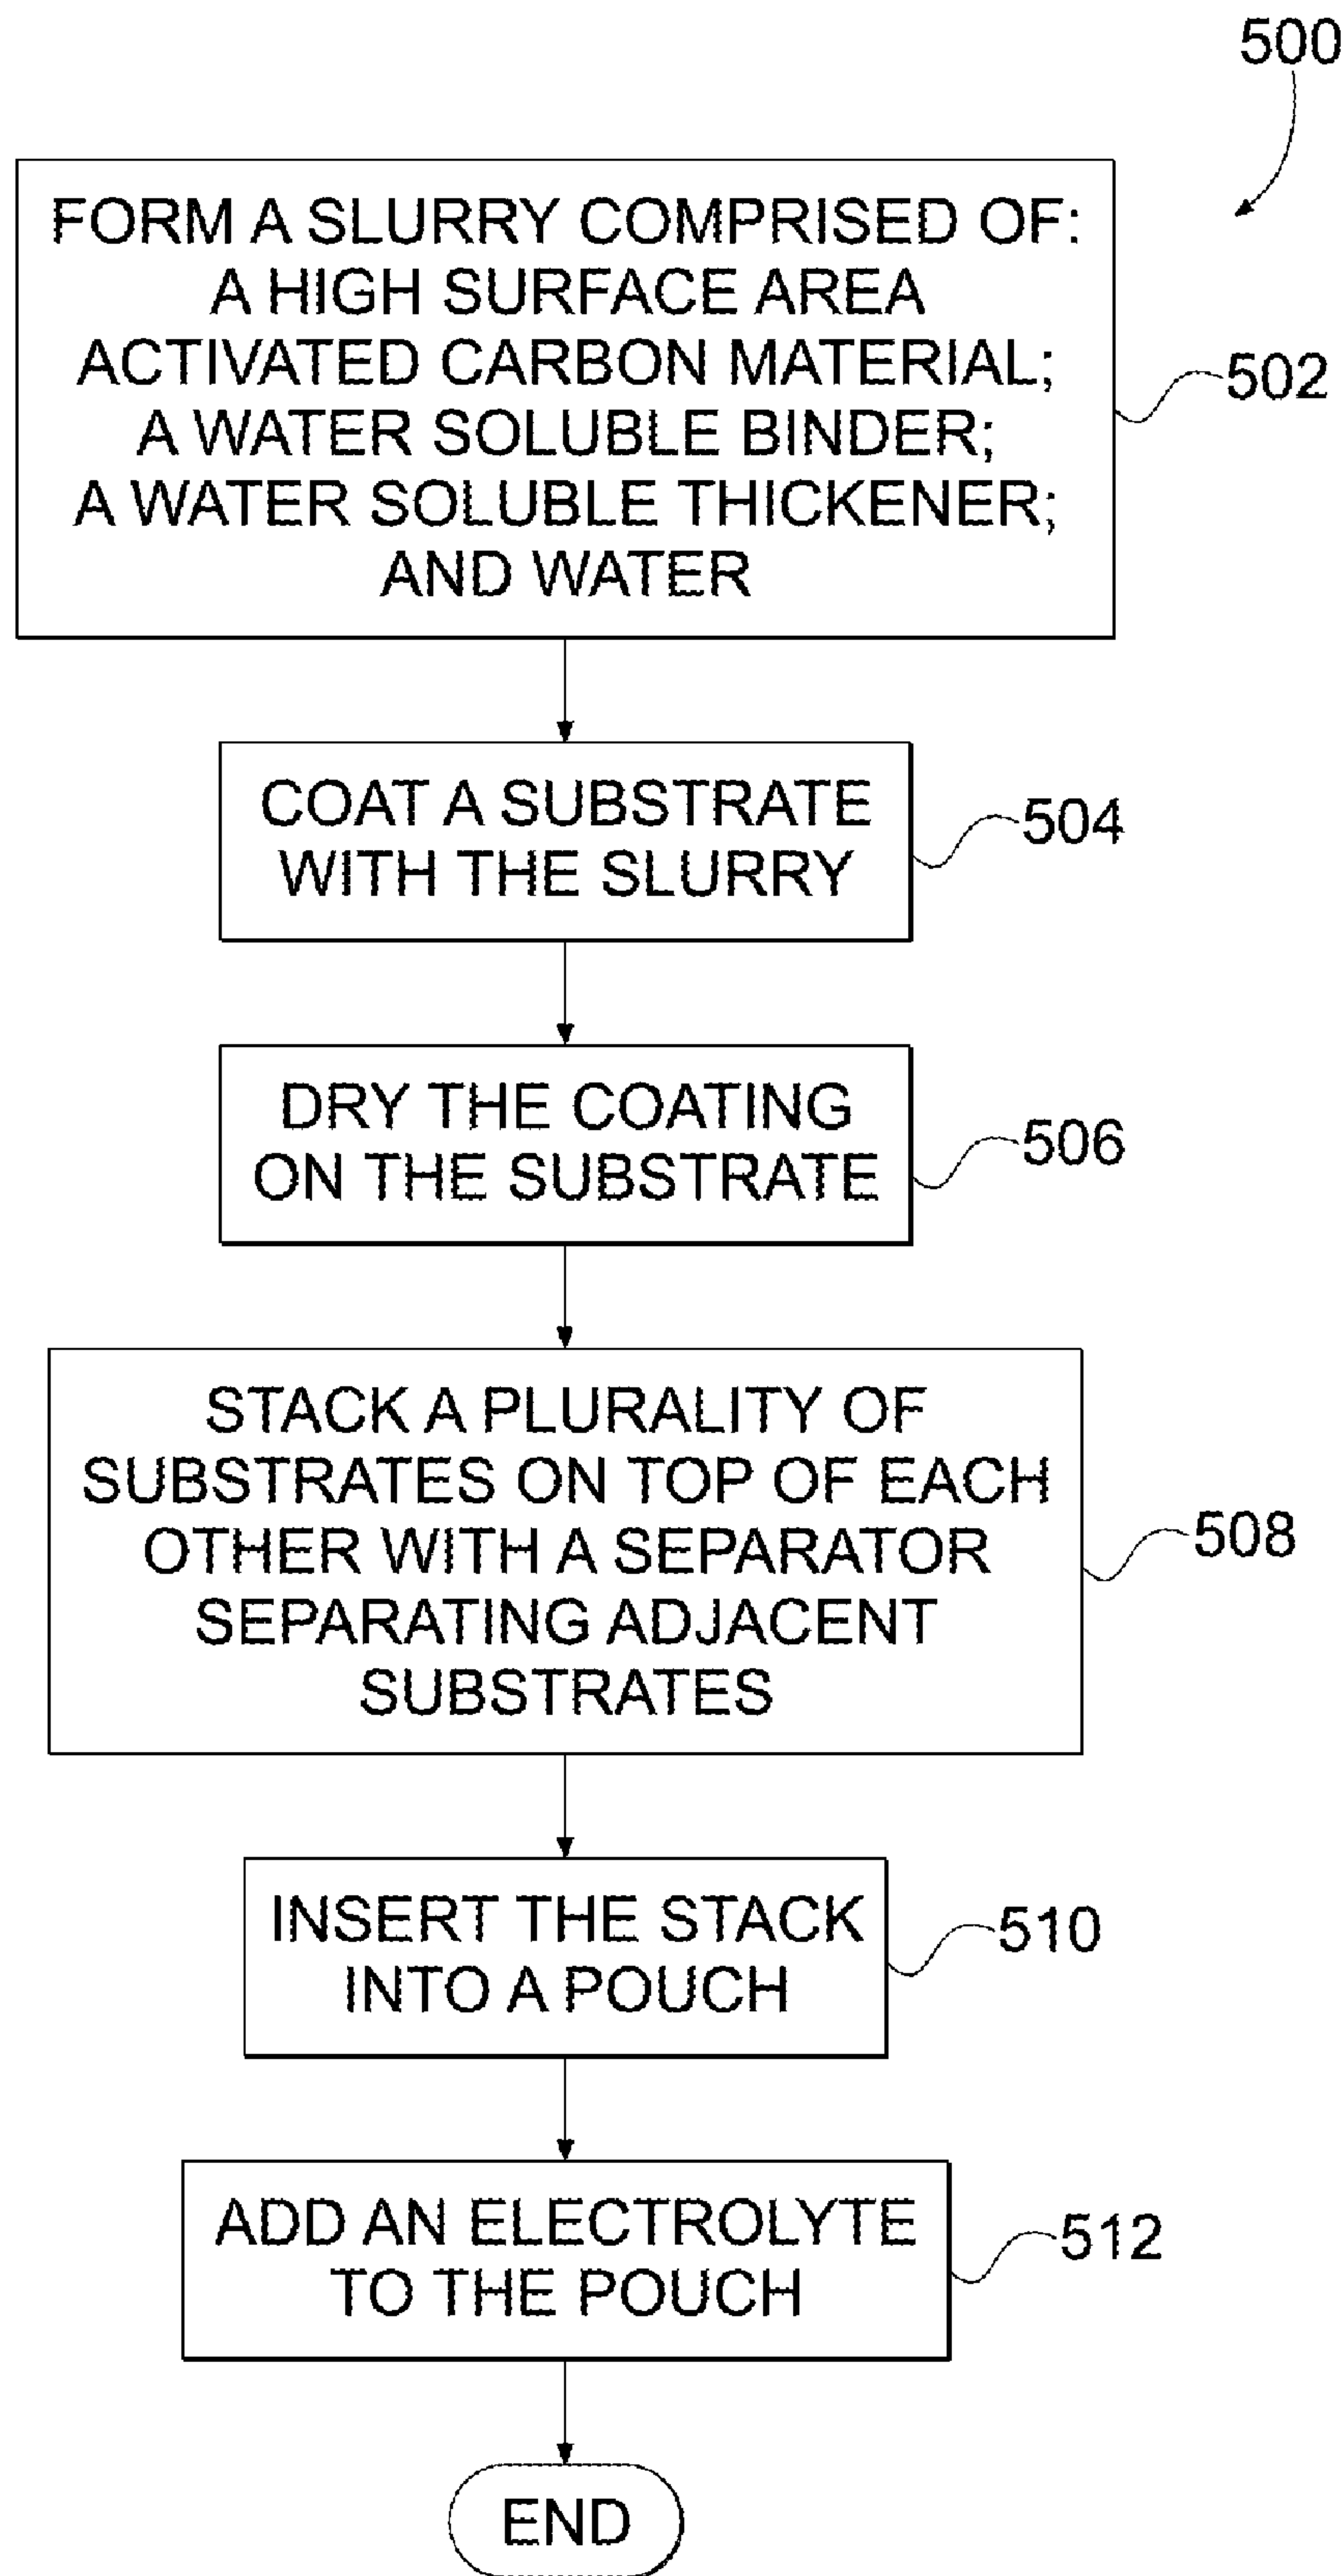 500
FORM A SLURRY COMPRISED OF:
A HIGH SURFACE AREA
ACTIVATED CARBON MATERIAL;
A WATER SOLUBLE BINDER;
A WATER SOLUBLE THICKENER;
AND WATER
502
COAT A SUBSTRATE
WITH THE SLURRY
504
DRY THE COATING
ON THE SUBSTRATE
506
STACK A PLURALITY OF
SUBSTRATES ON TOP OF EACH
OTHER WITH A SEPARATOR
SEPARATING ADJACENT
SUBSTRATES
508
INSERT THE STACK
INTO A POUCH
510
ADD AN ELECTROLYTE
TO THE POUCH
512
END